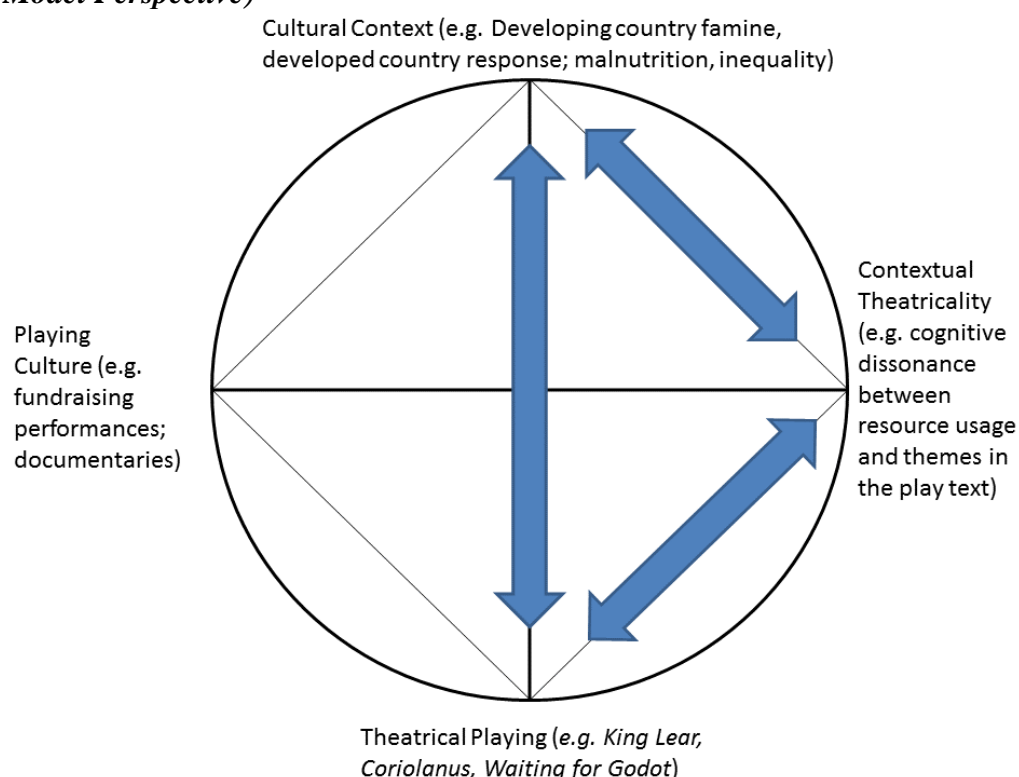 Model Perspective)
Cultural Context (e.g. Developing country famine,
developed country response; malnutrition, inequality)
Contextual
Theatricality
(e.g. cognitive
dissonance
between
resource usage
and themes in
the play text)
Playing
Culture (e.g.
fundraising
performances;
documentaries)
Theatrical Playing (e.g. King Lear,
Coriolanus, Waiting for Godot)